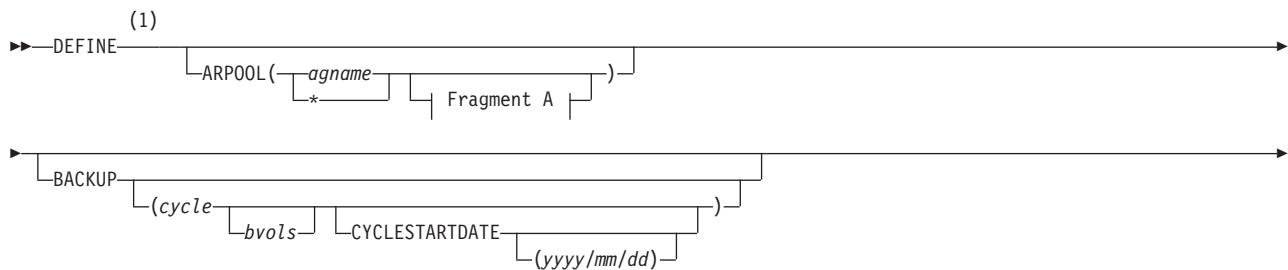 (1)
DEFINE
ARPOOL( agname )
*
Fragment A
BACKUP
(cycle )
bvols
CYCLESTARTDATE
(yyyy/mm/dd)